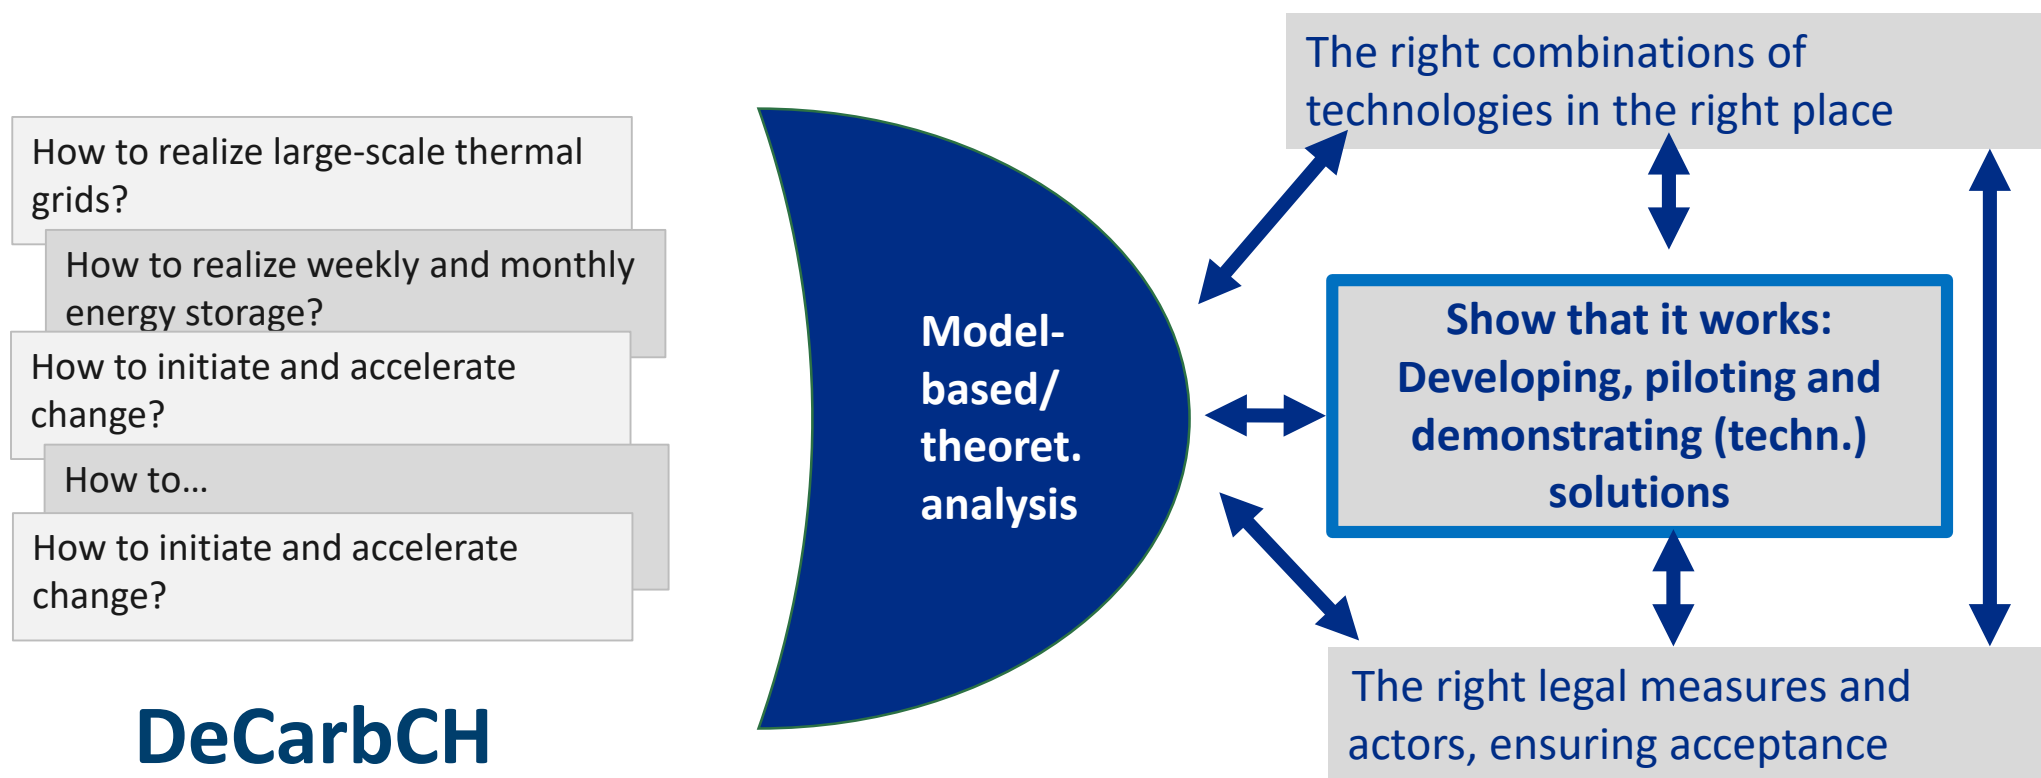 How to realize large-scale thermal
grids?
How to realize weekly and monthly
energy storage?
How to initiate and accelerate
change?
How to...
How to initiate and accelerate
change?
DeCarbCH
Model-
based/
theoret.
analysis
The right combinations of
technologies in the right place
Show that it works:
Developing, piloting and
demonstrating (techn.)
solutions
The right legal measures and
actors, ensuring acceptance